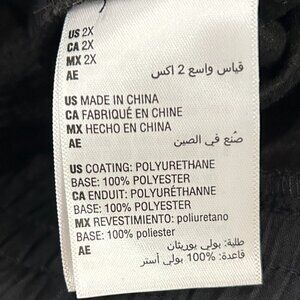 US 2X
CA 2X
MX 2X
AE قياس واسع 2 اكس
US MADE IN CHINA
CA FABRIQUÉ EN CHINE
MX HECHO EN CHINA
AE صُنع في الصين
US COATING: POLYURETHANE
BASE: 100% POLYESTER
CA ENDUIT: POLYURÉTHANNE
BASE: 100% POLYESTER
MX REVESTIMIENTO: poliuretano
BASE: 100% poliester
AE طلبة: بولي يوريثان
قاعدة: 100% بولي أستر